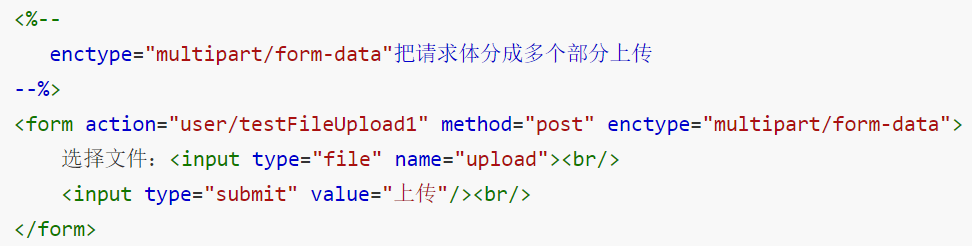 <%--
enctype="multipart/form-data"把请求体分成多个部分上传
--%>
<form action="user/testFileUpload1" method="post" enctype="multipart/form-data">
选择文件：<input type="file" name="upload"><br/>
<input type="submit" value="上传"/><br/>
</form>